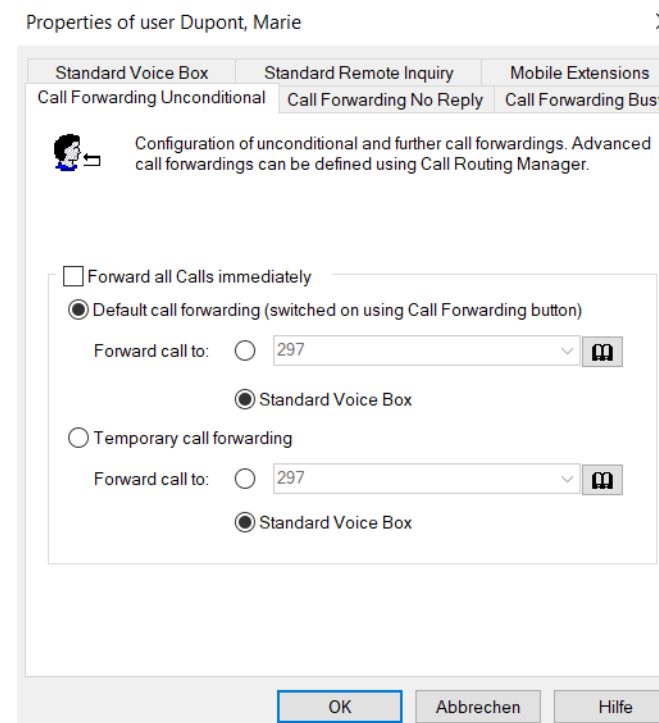 Properties of user Dupont, Marie
Standard Voice Box Standard Remote Inquiry Mobile Extensions
Call Forwarding Unconditional Call Forwarding No Reply Call Forwarding Bus
Configuration of unconditional and further call forwardings. Advanced
call forwardings can be defined using Call Routing Manager.
Forward all Calls immediately
Default call forwarding (switched on using Call Forwarding button)
Forward call to: 297
Standard Voice Box
Temporary call forwarding
Forward call to: 297
Standard Voice Box
OK Abbrechen Hilfe